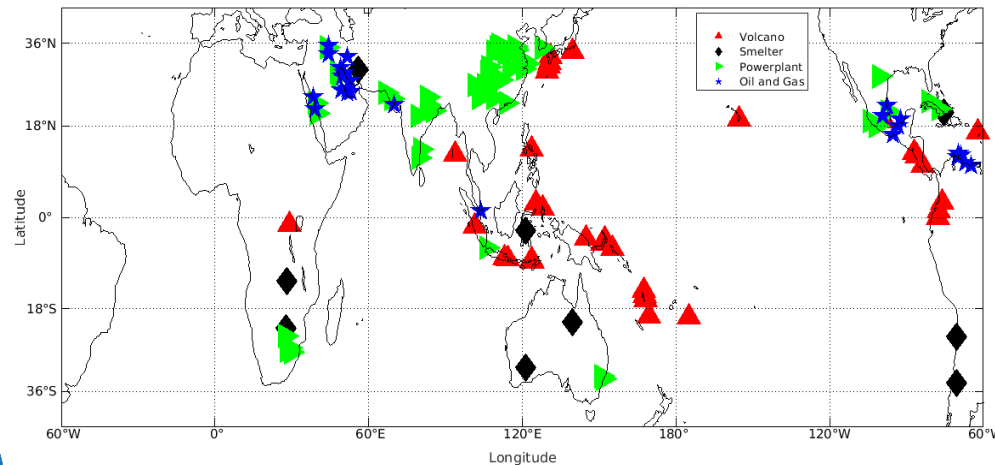 Volcano
Smelter
Powerplant
Oil and Gas
36°N
18°N
0°
18°S
36°S
Latitude
60°W
0°
60°E
120°E
180°
120°W
60°W
Longitude